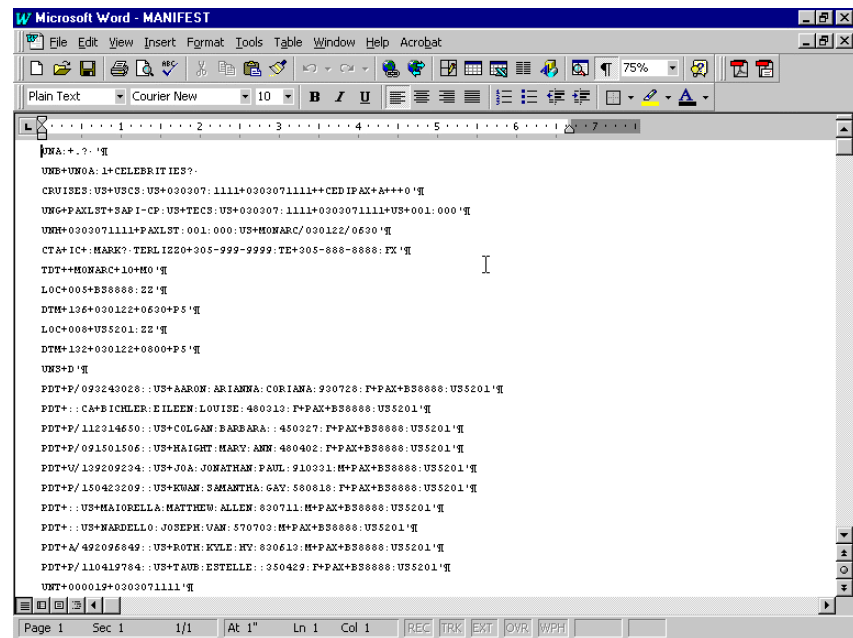 Microsoft Word - MANIFEST
File Edit View Insert Format Tools Table Window Help Acrobat
75%
Plain Text Courier New 10 B I U
1 2 3 4 5 6 7
UNA:+.?·'¶
UNB+UNOA:1+CELEBRITIES?·
CRUISES:US+USCS:US+030307:1111+0303071111++CEDIPAX+A+++0'¶
UNG+PAXLST+SAPI-CP:US+TECS:US+030307:1111+0303071111+US+001:000'¶
UNH+0303071111+PAXLST:001:000:US+MONARC/030122/0630'¶
CTA+IC+:MARK?·TERLIZZO+305-999-9999:TE+305-888-8888:FX'¶
TDT++MONARC+10+MO'¶
LOC+005+BS8888:ZZ'¶
DTM+136+030122+0630+P5'¶
LOC+008+US5201:ZZ'¶
DTM+132+030122+0800+P5'¶
UNS+D'¶
PDT+P/093243028::US+AARON:ARIANNA:CORIANA:930728:F+PAX+BS8888:US5201'¶
PDT+::CA+BICHLER:EILEEN:LOUISE:480313:F+PAX+BS8888:US5201'¶
PDT+P/112314650::US+COLGAN:BARBARA::450327:F+PAX+BS8888:US5201'¶
PDT+P/091501506::US+HAIGHT:MARY:ANN:480402:F+PAX+BS8888:US5201'¶
PDT+V/139209234::US+JOA:JONATHAN:PAUL:910331:M+PAX+BS8888:US5201'¶
PDT+P/150423209::US+KWAN:SAMANTHA:GAY:580818:F+PAX+BS8888:US5201'¶
PDT+::US+MAIORELLA:MATTHEW:ALLEN:830711:M+PAX+BS8888:US5201'¶
PDT+::US+NARDELLO:JOSEPH:VAN:570703:M+PAX+BS8888:US5201'¶
PDT+A/492096849::US+ROTH:KYLE:HY:830613:M+PAX+BS8888:US5201'¶
PDT+P/110419784::US+TAUB:ESTELLE::350429:F+PAX+BS8888:US5201'¶
UNT+000019+0303071111'¶
Page 1 Sec 1 1/1 At 1" Ln 1 Col 1 REC TRK EXT OVR WPH